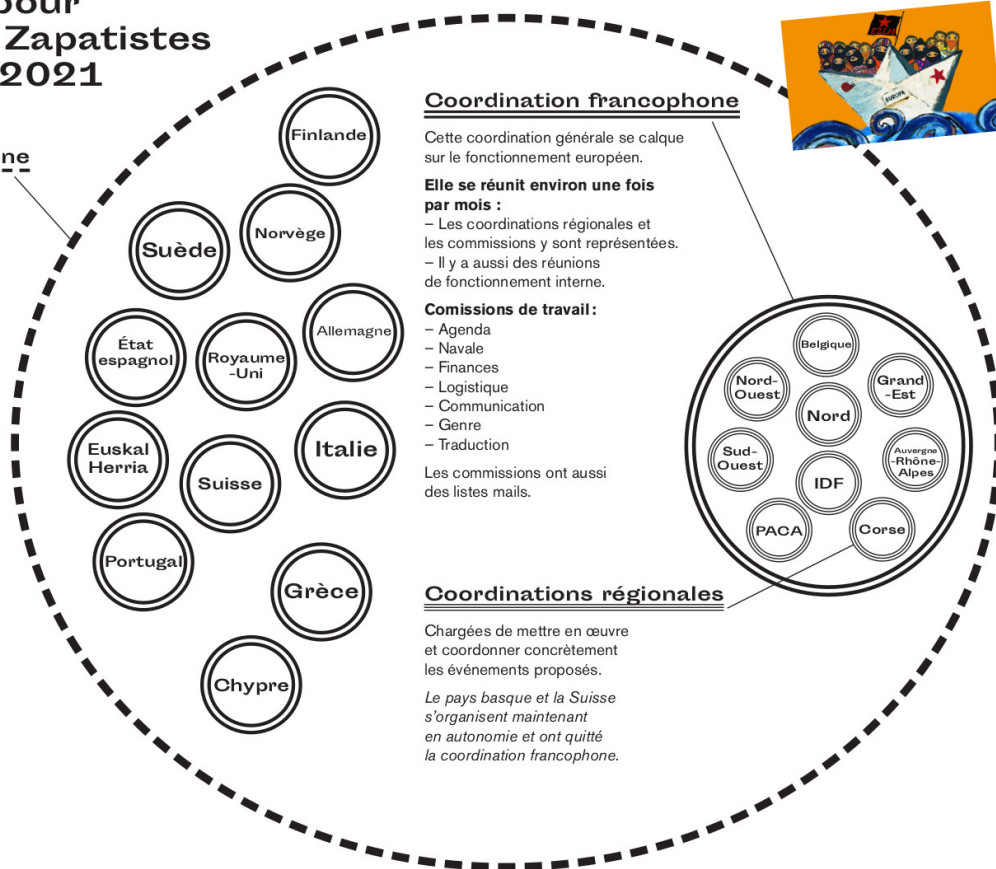 pour
Zapatistes
2021
ne
Finlande
Suède
Norvège
État
espagnol
Royaume
-Uni
Allemagne
Euskal
Herria
Suisse
Italie
Portugal
Grèce
Chypre
Coordination francophone
Cette coordination générale se calque
sur le fonctionnement européen.
Elle se réunit environ une fois
par mois :
– Les coordinations régionales et
les commissions y sont représentées.
– Il y a aussi des réunions
de fonctionnement interne.
Comissions de travail :
– Agenda
– Navale
– Finances
– Logistique
– Communication
– Genre
– Traduction
Les commissions ont aussi
des listes mails.
EUROPA
Belgique
Nord-
Ouest
Nord
Grand
-Est
Sud-
Ouest
IDF
Auvergne
-Rhône-
Alpes
PACA
Corse
Coordinations régionales
Chargées de mettre en œuvre
et coordonner concrètement
les événements proposés.
Le pays basque et la Suisse
s'organisent maintenant
en autonomie et ont quitté
la coordination francophone.